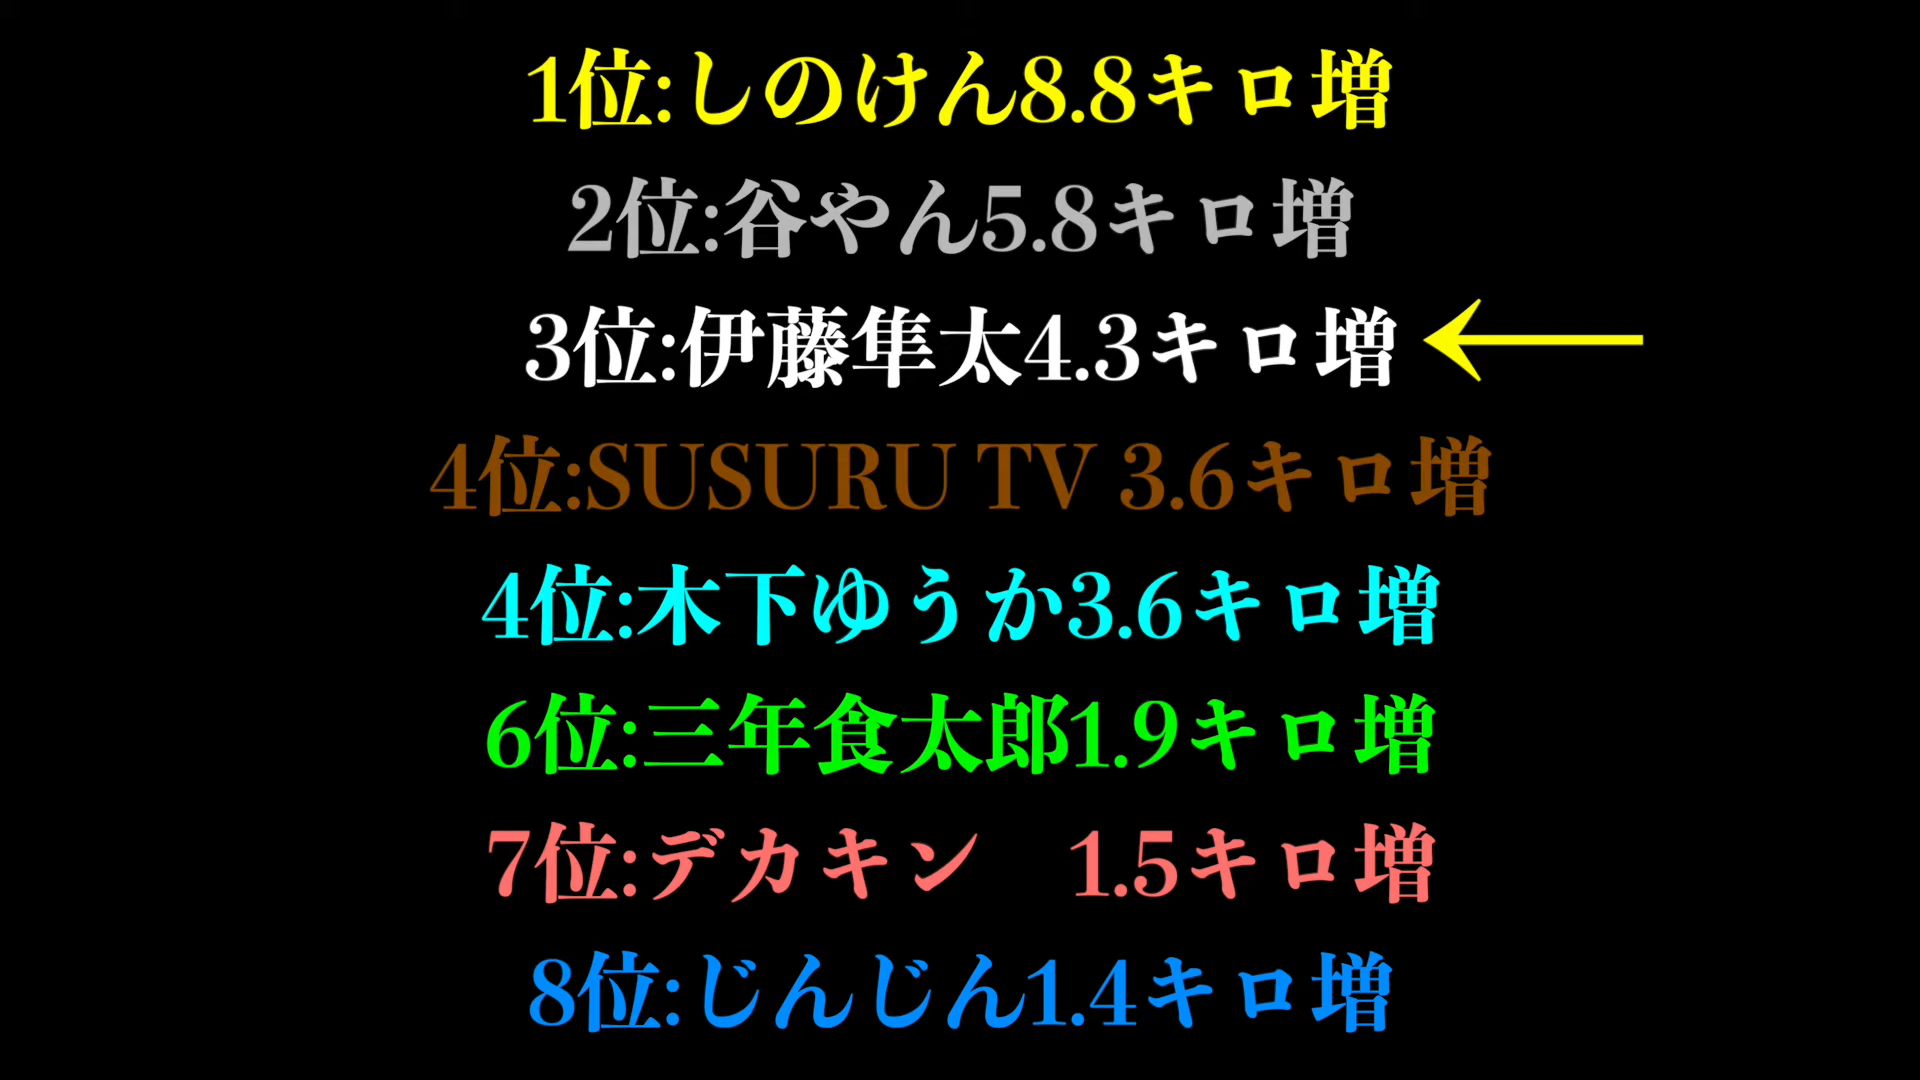 1位:しのけん8.8キロ増
2位:谷やん5.8キロ増
3位:伊藤隼太4.3キロ増
4位:SUSURU TV 3.6キロ増
4位:木下ゆうか3.6キロ増
6位:三年食太郎1.9キロ増
7位:デカキン　1.5キロ増
8位:じんじん1.4キロ増